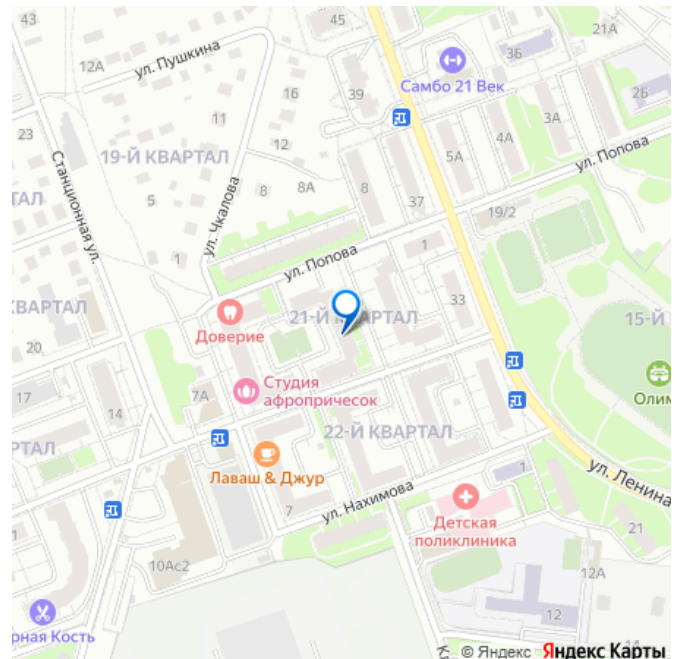 43
45
3Б
21А
ул. Пушкина
12А
Самбо 21 Век
16
39
2Б
11
3А
23
19-Й КВАРТАЛ
12
4А
5А
ул. Попова
ТАЛ
Станционная ул.
5
ул. Чкалова
8
8А
8
37
19/2
1
ул. Попова
1
КВАРТАЛ
33
Доверие
21-Й КВАРТАЛ
15-Й
20
Студия
афропричесок
17
7А
14
Олим
ТАЛ
22-Й КВАРТАЛ
Лаваш & Джур
1
ул. Ленина
7
ул. Нахимова
Детская
поликлиника
21
10Ас2
12А
12
рная Кость
© Яндекс Яндекс Карты